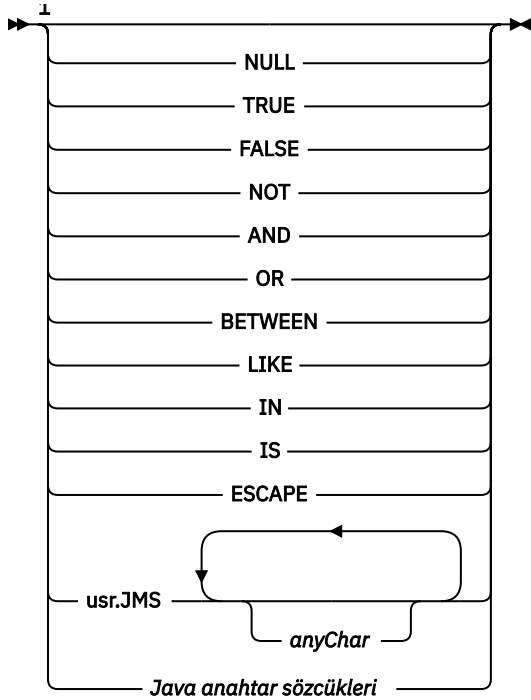 1
NULL
TRUE
FALSE
NOT
AND
OR
BETWEEN
LIKE
IN
IS
ESCAPE
usr.JMS
anyChar
Java anahtar sözcükleri